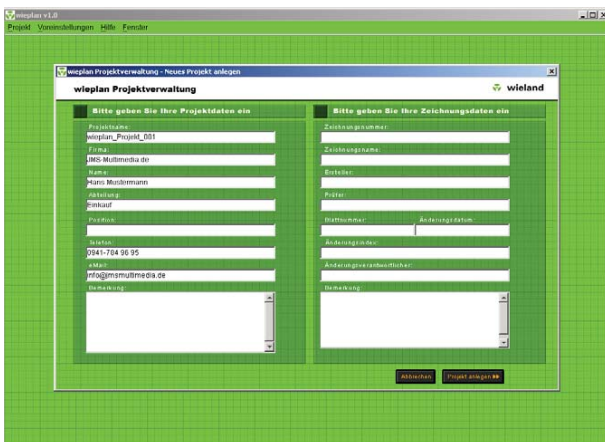 wieplan v1.0
Projekt Voreinstellungen Hilfe Fenster
wieplan Projektverwaltung - Neues Projekt anlegen
wieplan Projektverwaltung
wieland
Bitte geben Sie Ihre Projektdaten ein
Projektname:
wieplan_Projekt_001
Firma:
JMS-Multimedia.de
Name:
Hans Mustermann
Abteilung:
Einkauf
Position:
Telefon:
0941-704 96 95
eMail:
info@jmsmultimedia.de
Bemerkung:
Bitte geben Sie Ihre Zeichnungsdaten ein
Zeichnungsnummer:
Zeichnungsname:
Ersteller:
Prüfer:
Blattnummer: Änderungsdatum:
Änderungsindex:
Änderungsverantwortlicher:
Bemerkung:
Abbrechen Projekt anlegen